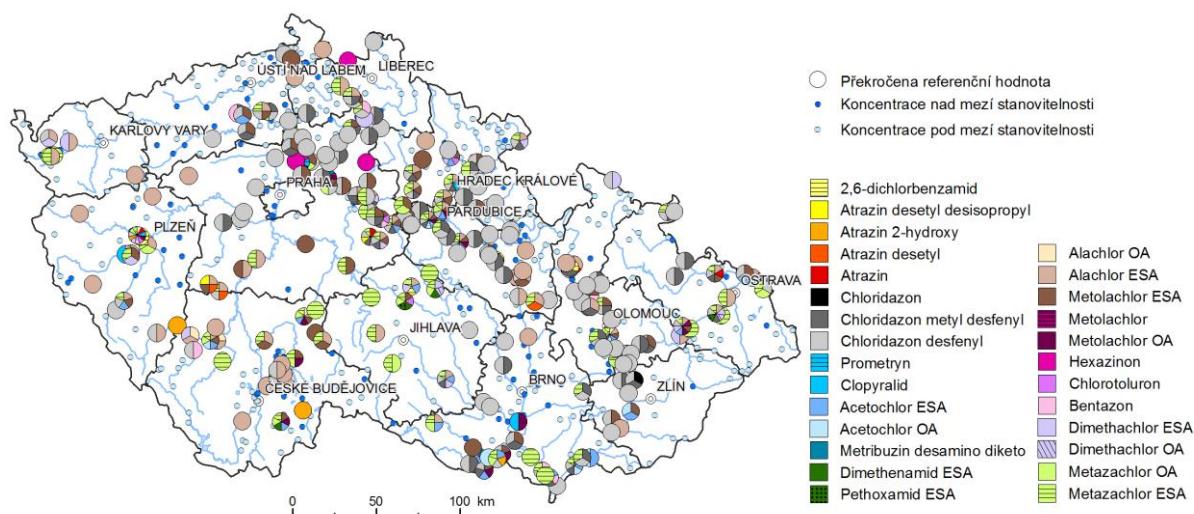 ÚSTÍ NAD LABEM
LIBEREC
KARLOVY VARY
PRAHA
HRADEC KRÁLOVÉ
PARDUBICE
PLZEŇ
OSTRAVA
OLOMOUC
JIHLAVA
BRNO
ZLÍN
ČESKÉ BUDĚJOVICE
0 50 100 km
Překročena referenční hodnota
Koncentrace nad mezí stanovitelnosti
Koncentrace pod mezí stanovitelnosti
2,6-dichlorbenzamid
Atrazin desetyl desisopropyl
Atrazin 2-hydroxy
Atrazin desetyl
Atrazin
Chloridazon
Chloridazon metyl desfenyl
Chloridazon desfenyl
Prometryn
Clopyralid
Acetochlor ESA
Acetochlor OA
Metribuzin desamino diketo
Dimethenamid ESA
Pethoxamid ESA
Alachlor OA
Alachlor ESA
Metolachlor ESA
Metolachlor
Metolachlor OA
Hexazinon
Chlorotoluron
Bentazon
Dimethachlor ESA
Dimethachlor OA
Metazachlor OA
Metazachlor ESA